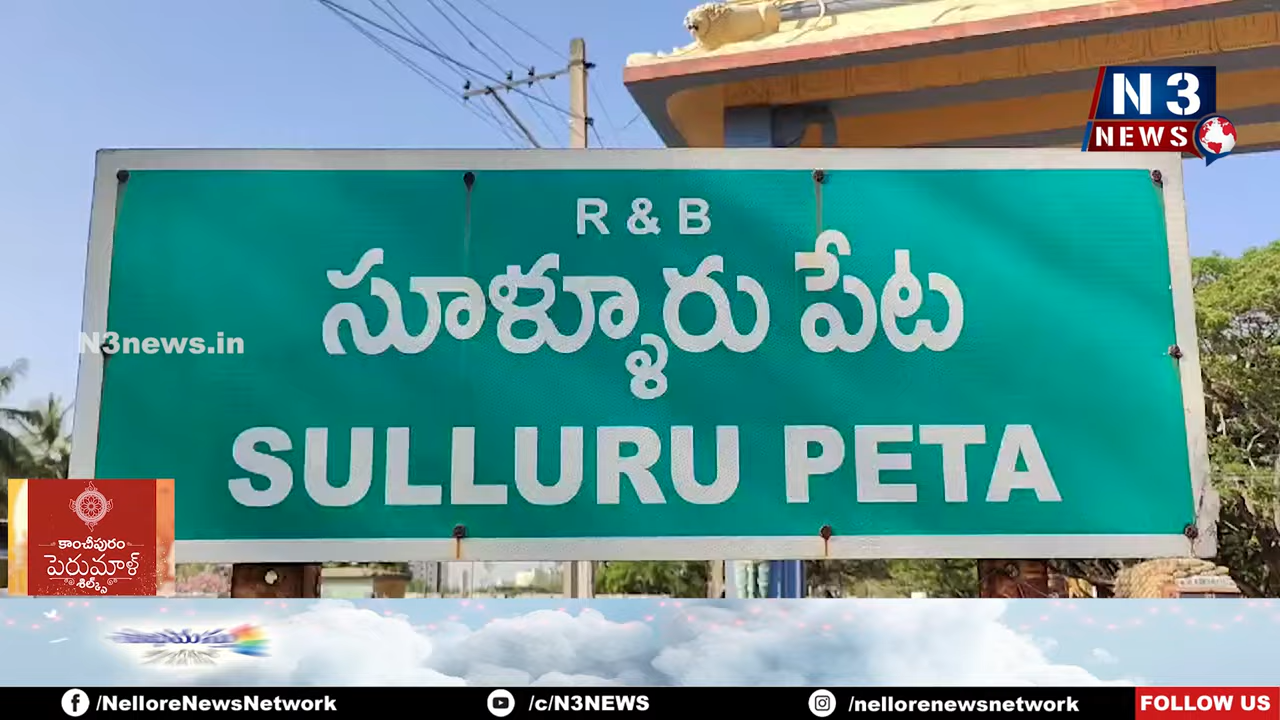 N3
NEWS
R & B
సూళ్ళూరు పేట
N3news.in
SULLURU PETA
కాంచీపురం
పెరుమాళ్
సిల్క్స్
/NelloreNewsNetwork
/c/N3NEWS
/nellorenewsnetwork
FOLLOW US